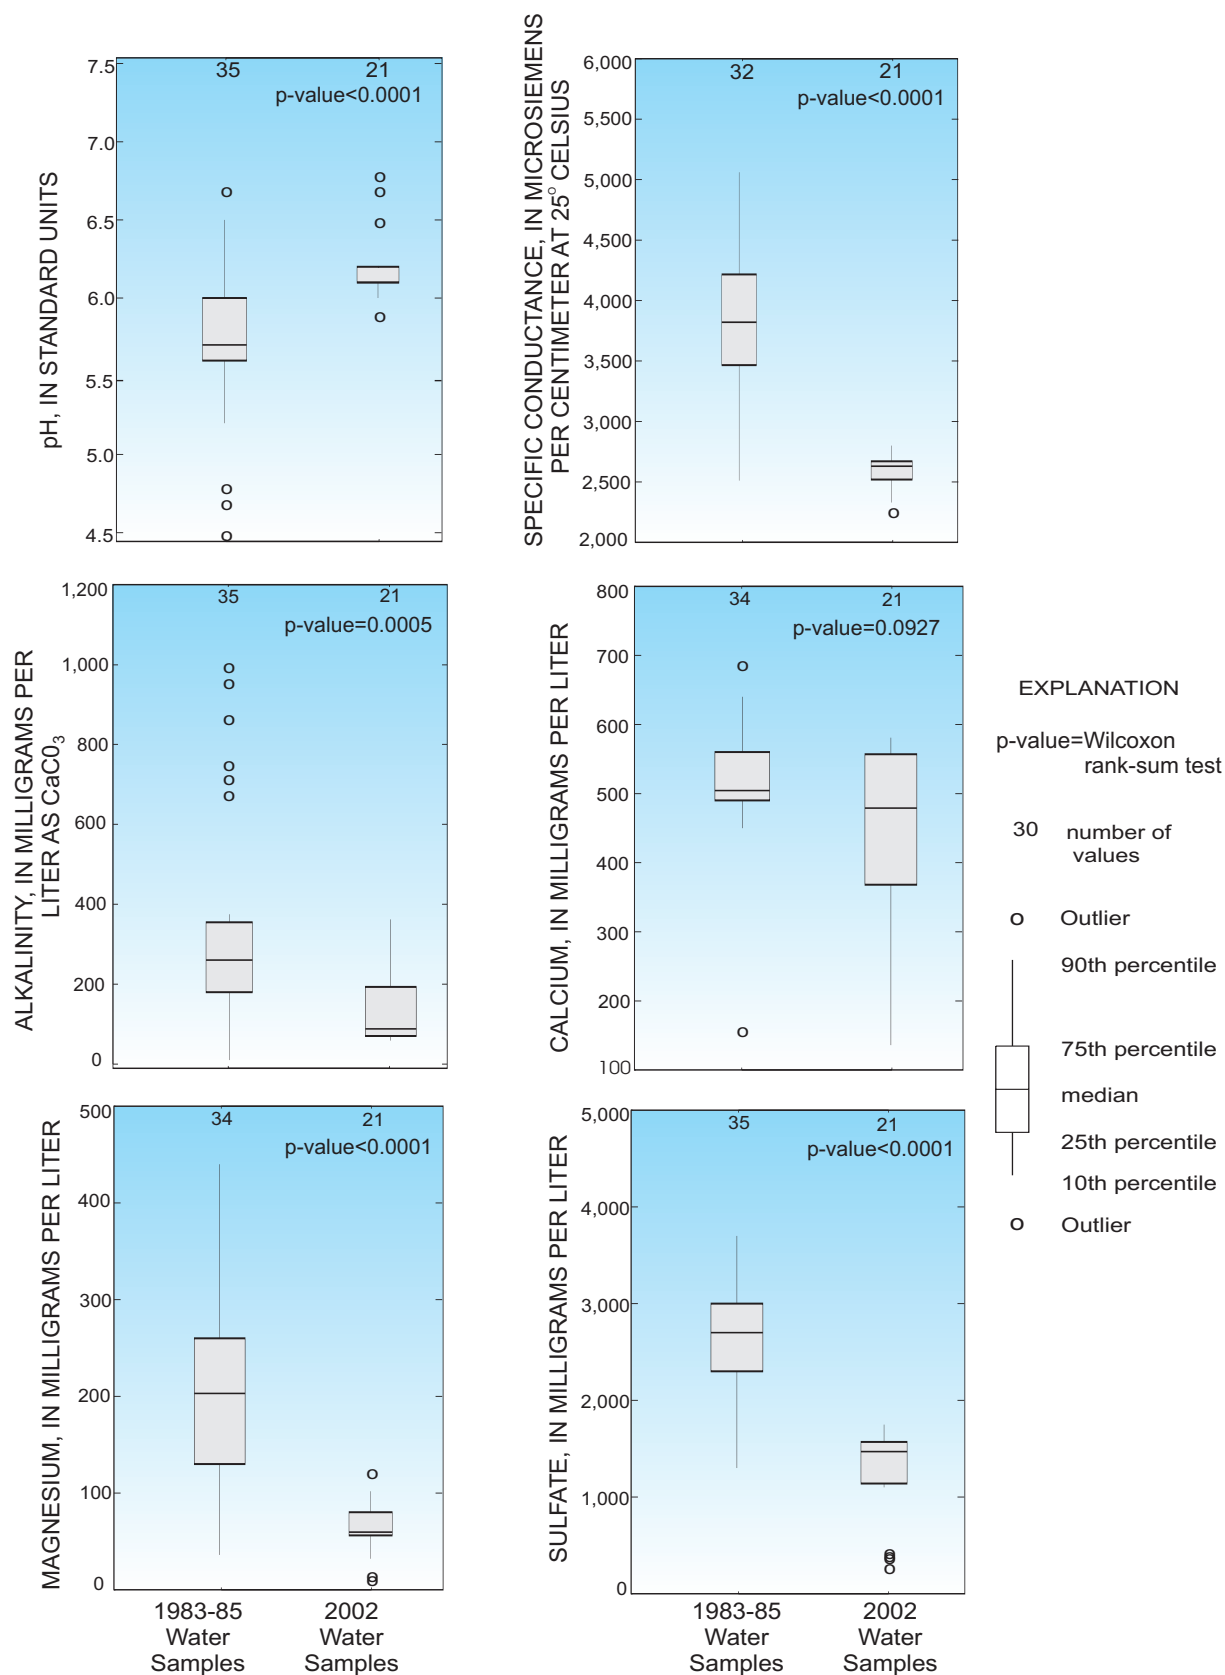 pH, IN STANDARD UNITS
7.5
7.0
6.5
6.0
5.5
5.0
4.5
35
21
p-value<0.0001
SPECIFIC CONDUCTANCE, IN MICROSIEMENS
PER CENTIMETER AT 25° CELSIUS
6,000
5,500
5,000
4,500
4,000
3,500
3,000
2,500
2,000
32
21
p-value<0.0001
ALKALINITY, IN MILLIGRAMS PER
LITER AS CaC0₃
1,200
1,000
800
600
400
200
0
35
21
p-value=0.0005
CALCIUM, IN MILLIGRAMS PER LITER
800
700
600
500
400
300
200
100
34
21
p-value=0.0927
MAGNESIUM, IN MILLIGRAMS PER LITER
500
400
300
200
100
0
34
21
p-value<0.0001
1983-85
Water
Samples
2002
Water
Samples
SULFATE, IN MILLIGRAMS PER LITER
5,000
4,000
3,000
2,000
1,000
0
35
21
p-value<0.0001
1983-85
Water
Samples
2002
Water
Samples
EXPLANATION
p-value=Wilcoxon
rank-sum test
30 number of
values
o Outlier
90th percentile
75th percentile
median
25th percentile
10th percentile
o Outlier